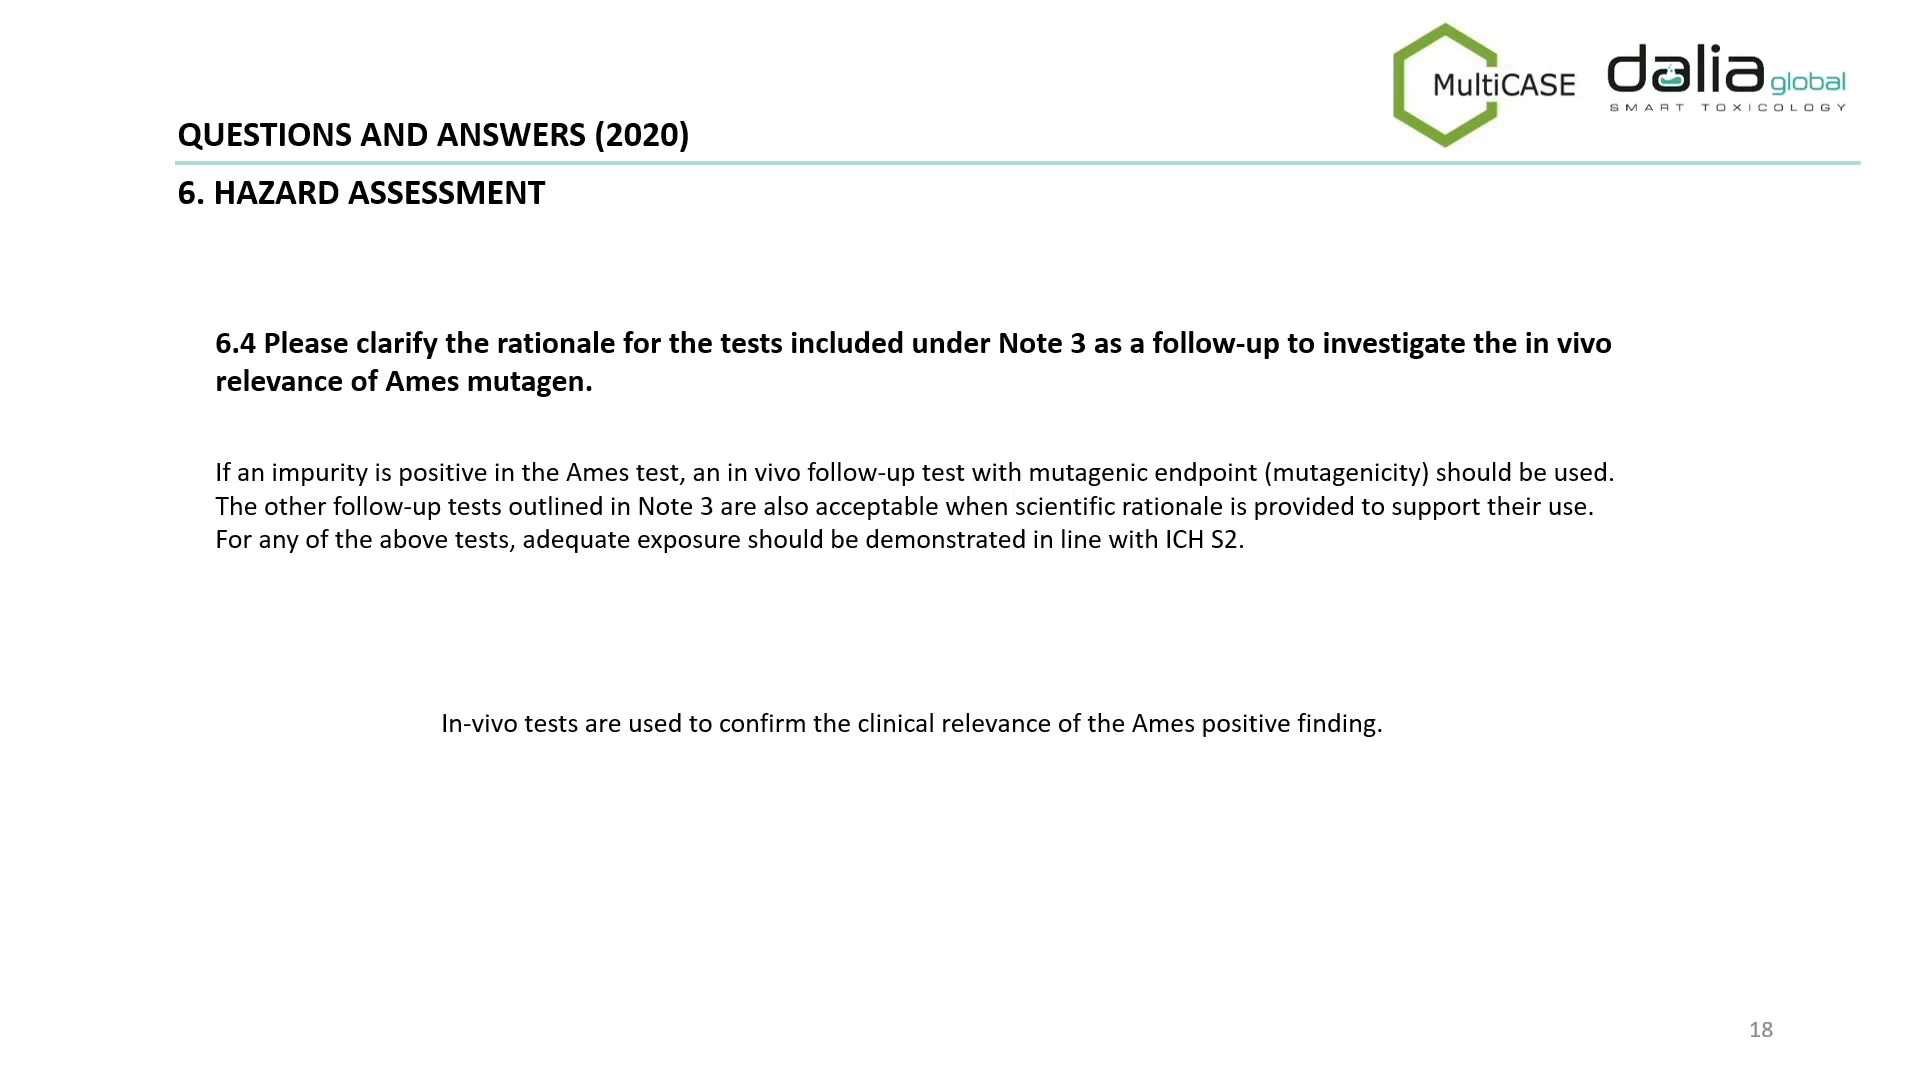 MultiCASE
dalia global
SMART TOXICOLOGY
QUESTIONS AND ANSWERS (2020)
6. HAZARD ASSESSMENT
6.4 Please clarify the rationale for the tests included under Note 3 as a follow-up to investigate the in vivo
relevance of Ames mutagen.
If an impurity is positive in the Ames test, an in vivo follow-up test with mutagenic endpoint (mutagenicity) should be used.
The other follow-up tests outlined in Note 3 are also acceptable when scientific rationale is provided to support their use.
For any of the above tests, adequate exposure should be demonstrated in line with ICH S2.
In-vivo tests are used to confirm the clinical relevance of the Ames positive finding.
18